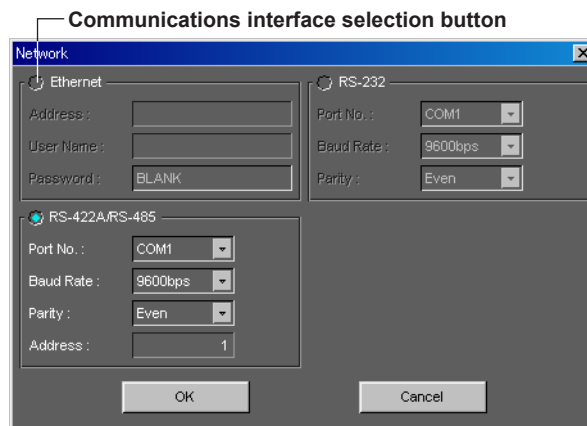 Communications interface selection button
Network
Ethernet
Address :
User Name :
Password : BLANK
RS-232
Port No. : COM1
Baud Rate : 9600bps
Parity : Even
RS-422A/RS-485
Port No. : COM1
Baud Rate : 9600bps
Parity : Even
Address : 1
OK
Cancel